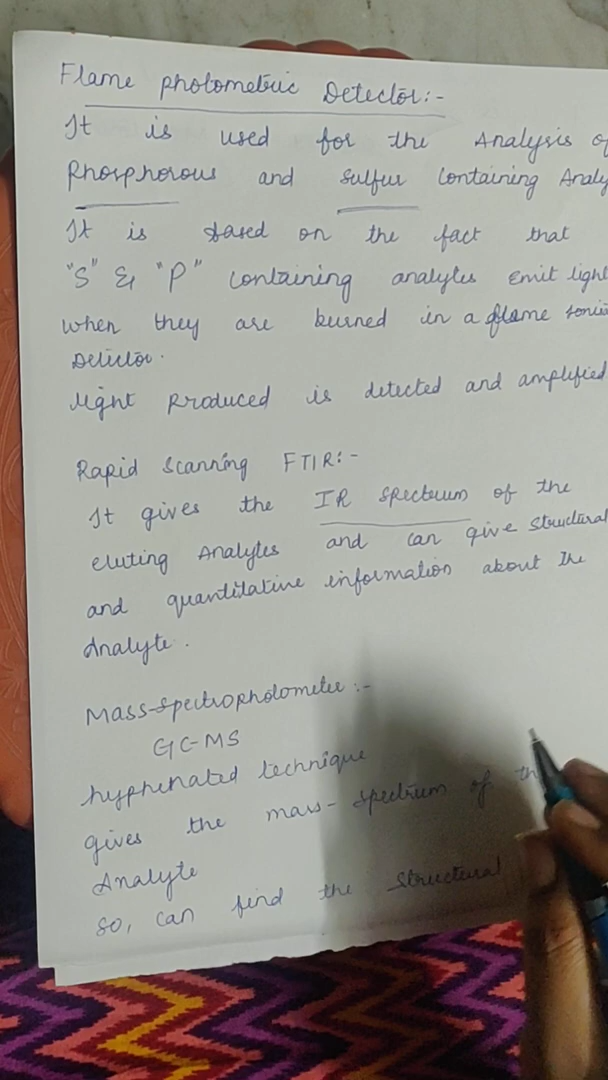 Flame photometric Detector:-
It is used for the Analysis of
Phosphorous and Sulfur Containing
It is based on the fact that
"S" & "P" Containing analytes emit light
when they are burned in a flame
Detector.
Light Produced is detected and amplified
Rapid Scanning FTIR:-
It gives the IR spectrum of the
eluting Analytes and can give Structural
and quantitative information about the
Analyte.
Mass-Spectrophotometer:-
GC-MS
hyphenated technique
gives the mass-spectrum of
Analyte
So, can find the Structural